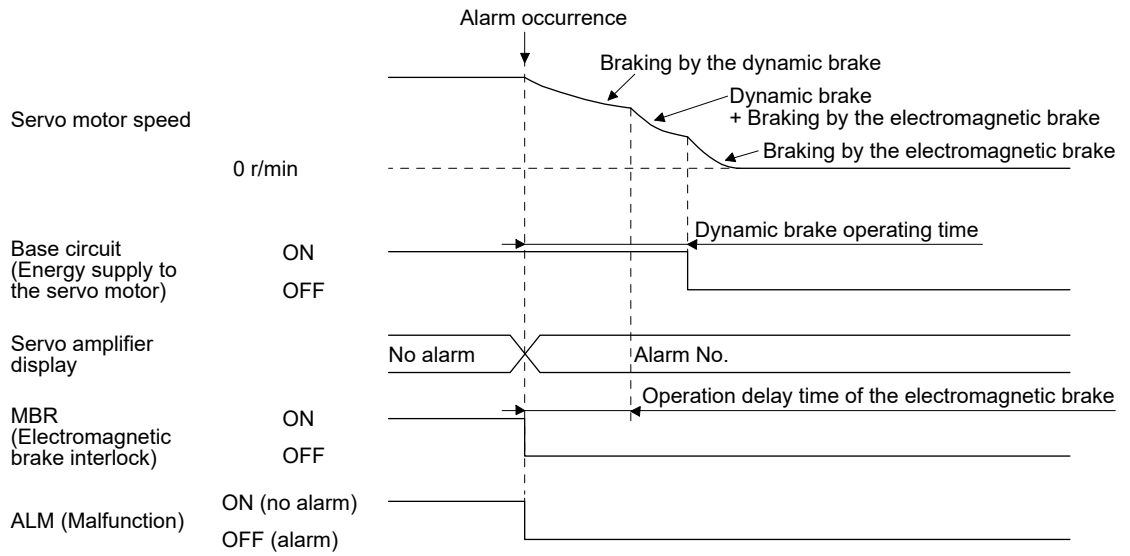 Alarm occurrence
Braking by the dynamic brake
Dynamic brake
+ Braking by the electromagnetic brake
Servo motor speed
Braking by the electromagnetic brake
0 r/min
Dynamic brake operating time
Base circuit
(Energy supply to
the servo motor)
ON
OFF
Servo amplifier
display
No alarm
Alarm No.
Operation delay time of the electromagnetic brake
MBR
(Electromagnetic
brake interlock)
ON
OFF
ALM (Malfunction)
ON (no alarm)
OFF (alarm)